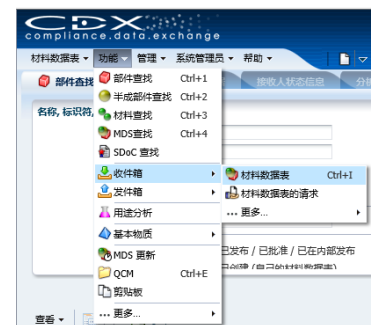 CDX
compliance.data.exchange
材料数据表 功能 管理 系统管理员 帮助
部件查找 接收人状态信息
名称, 标识符,
部件查找 Ctrl+1
半成部件查找 Ctrl+2
材料查找 Ctrl+3
MDS查找 Ctrl+4
SDoC 查找
收件箱
发件箱
用途分析
基本物质
MDS 更新
QCM Ctrl+E
剪贴板
... 更多...
材料数据表 Ctrl+I
材料数据表的请求
... 更多...
已发布 / 已批准 / 已在内部发布
查看